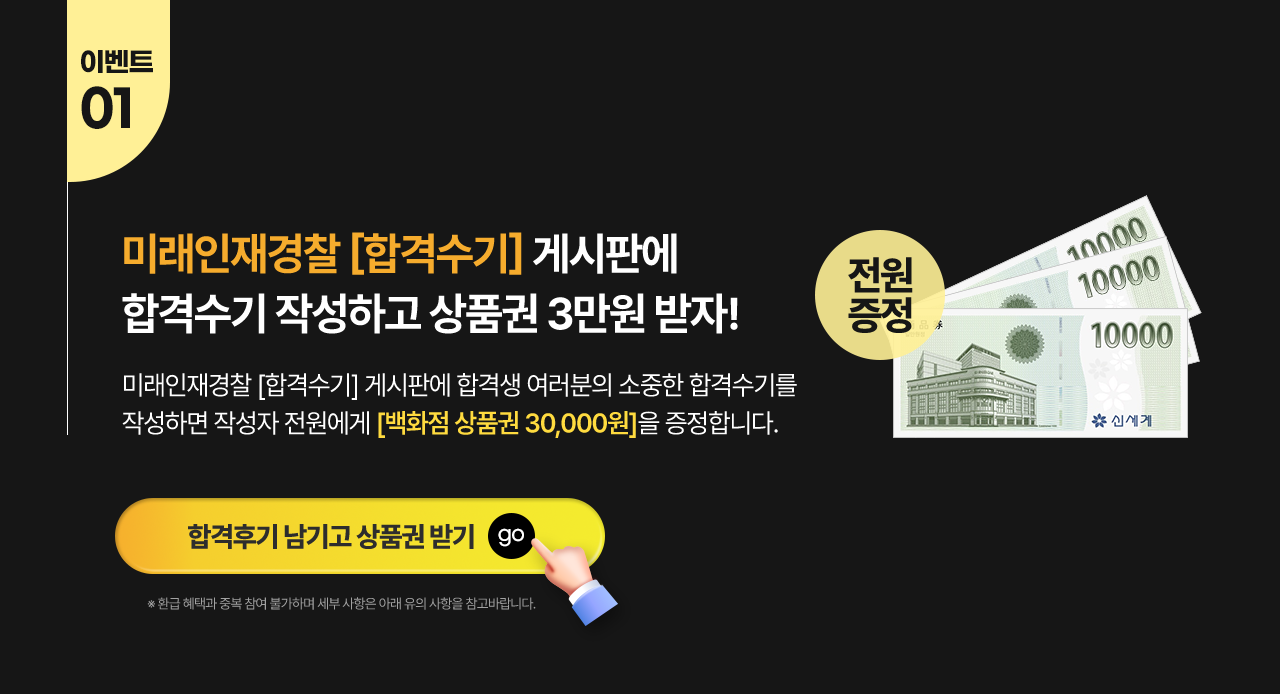 이벤트
01
미래인재경찰 [합격수기] 게시판에
합격수기 작성하고 상품권 3만원 받자!
미래인재경찰 [합격수기] 게시판에 합격생 여러분의 소중한 합격수기를
작성하면 작성자 전원에게 [백화점 상품권 30,000원]을 증정합니다.
전원
증정
10000
10000
10000
신세계
합격후기 남기고 상품권 받기 go
※ 환급 혜택과 중복 참여 불가하며 세부 사항은 아래 유의 사항을 참고바랍니다.